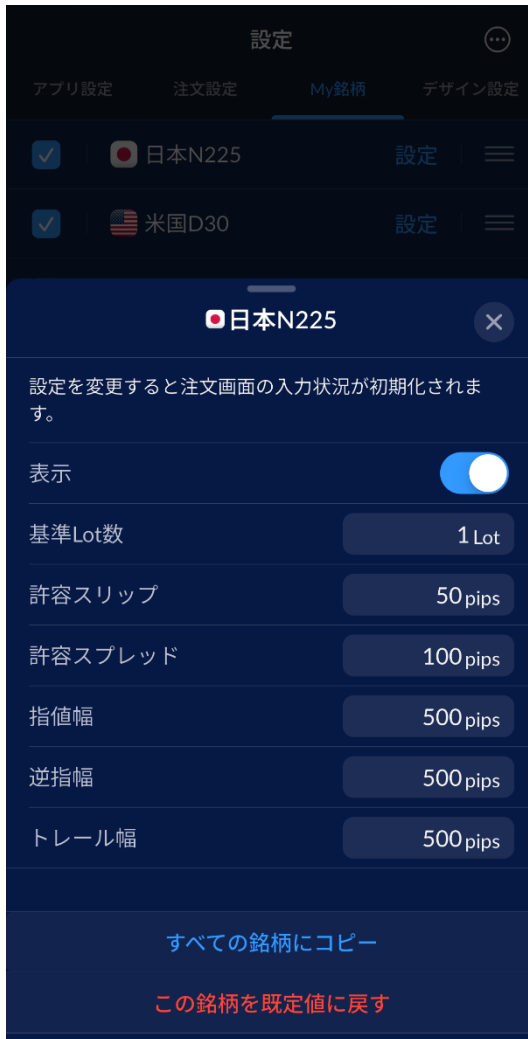 設定
アプリ設定 注文設定 My銘柄 デザイン設定
日本N225 設定
米国D30 設定
日本N225
設定を変更すると注文画面の入力状況が初期化されま
す。
表示
基準Lot数 1 Lot
許容スリップ 50 pips
許容スプレッド 100 pips
指値幅 500 pips
逆指幅 500 pips
トレール幅 500 pips
すべての銘柄にコピー
この銘柄を既定値に戻す